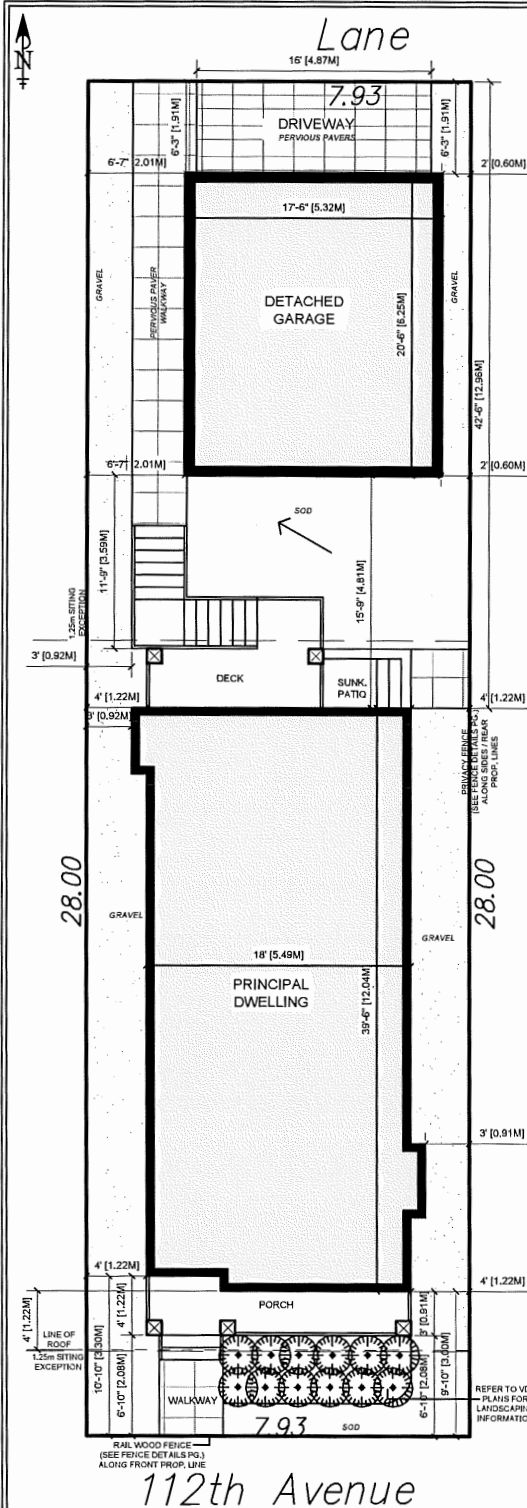 N
Lane
16' [4.87M]
7.93
DRIVEWAY
PERVIOUS PAVERS
6'-3" [1.91M]
6'-3" [1.91M]
6'-7" 2.01M]
2' [0.60M]
17'-6" [5.32M]
GRAVEL
PERVIOUS PAVER
WALKWAY
DETACHED
GARAGE
20'-6" [6.25M]
GRAVEL
42'-6" [12.96M]
6'-7" 2.01M]
2' [0.60M]
SOD
11'-9" [3.59M]
15'-9" [4.81M]
1.25m SITING
EXCEPTION
3' [0.92M]
DECK
SUNK.
PATIO
4' [1.22M]
4' [1.22M]
3' [0.92M]
PRIVACY FENCE
(SEE FENCE DETAILS PG.)
ALONG SIDES / REAR
PROP. LINES
28.00
28.00
GRAVEL
GRAVEL
18' [5.49M]
PRINCIPAL
DWELLING
39'-6" [12.04M]
3' [0.91M]
4' [1.22M]
4' [1.22M]
4' [1.22M]
4' [1.22M]
PORCH
3' [0.91M]
LINE OF
ROOF
1.25m SITING
EXCEPTION
10'-10" [3.30M]
6'-10" [2.08M]
6'-10" [2.08M]
9'-10" [3.00M]
WALKWAY
REFER TO
PLANS FOR
7.93
SOD
RAIL WOOD FENCE
(SEE FENCE DETAILS PG.)
ALONG FRONT PROP. LINE
112th Avenue